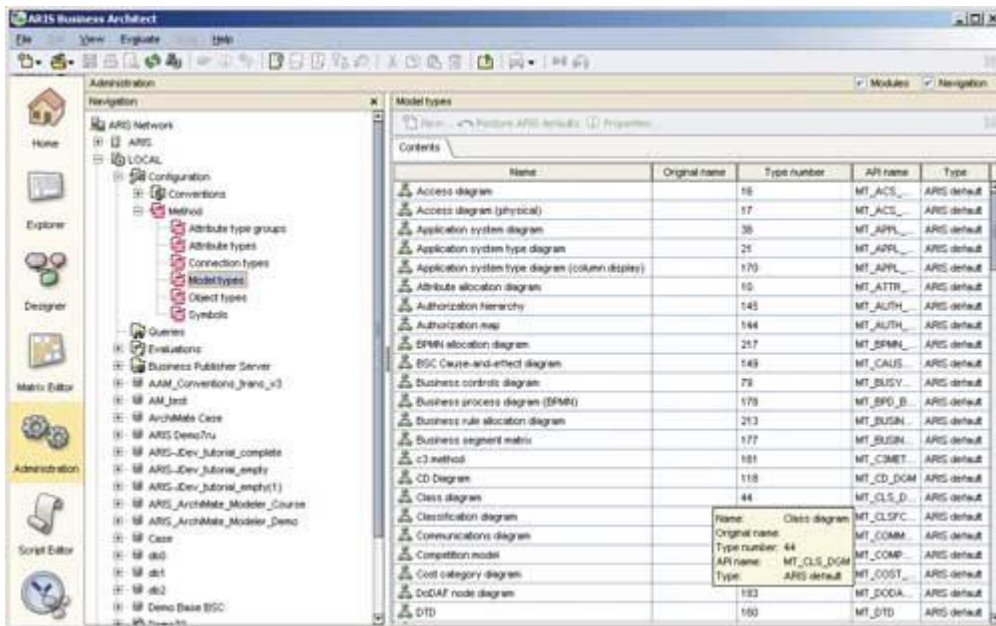 ARIS Business Architect
File View Evaluate Help
Administration
Modules Navigation
Navigation
Model types
New... Restore ARIS defaults Properties...
Contents
Home
Explorer
Designer
Matrix Editor
Administration
Script Editor
ARIS Network
ARIS
LOCAL
Configuration
Conventions
Method
Attribute type groups
Attribute types
Connection types
Model types
Object types
Symbols
Queries
Evaluations
Business Publisher Server
AAM_Conventions_trans_v3
AM_test
ArchiMate Case
ARIS Demo7ru
ARIS-JDev_tutorial_complete
ARIS-JDev_tutorial_empty
ARIS-JDev_tutorial_empty(1)
ARIS_ArchiMate_Modeler_Course
ARIS_ArchiMate_Modeler_Demo
Case
db0
db1
db2
Demo Base BSC
Name Original name Type number API name Type
Access diagram 16 MT_ACS_... ARIS default
Access diagram (physical) 17 MT_ACS_... ARIS default
Application system diagram 38 MT_APPL_... ARIS default
Application system type diagram 21 MT_APPL_... ARIS default
Application system type diagram (column display) 170 MT_APPL_... ARIS default
Attribute allocation diagram 10 MT_ATTR_... ARIS default
Authorization hierarchy 145 MT_AUTH_... ARIS default
Authorization map 144 MT_AUTH_... ARIS default
BPMN allocation diagram 217 MT_BPMN_... ARIS default
BSC Cause-and-effect diagram 149 MT_CAUS... ARIS default
Business controls diagram 79 MT_BUSY... ARIS default
Business process diagram (BPMN) 178 MT_BPD_B... ARIS default
Business rule allocation diagram 213 MT_BUSIN... ARIS default
Business segment matrix 177 MT_BUSIN... ARIS default
c3 method 161 MT_C3MET... ARIS default
CD Diagram 118 MT_CD_DGM ARIS default
Class diagram 44 MT_CLS_D... ARIS default
Classification diagram MT_CLSFC... ARIS default
Communications diagram MT_COMM... ARIS default
Competition model MT_COMP... ARIS default
Cost category diagram MT_COST_... ARIS default
DoDAF node diagram 183 MT_DODA... ARIS default
DTD 160 MT_DTD ARIS default
Name: Class diagram
Original name:
Type number: 44
API name: MT_CLS_DGM
Type: ARIS default